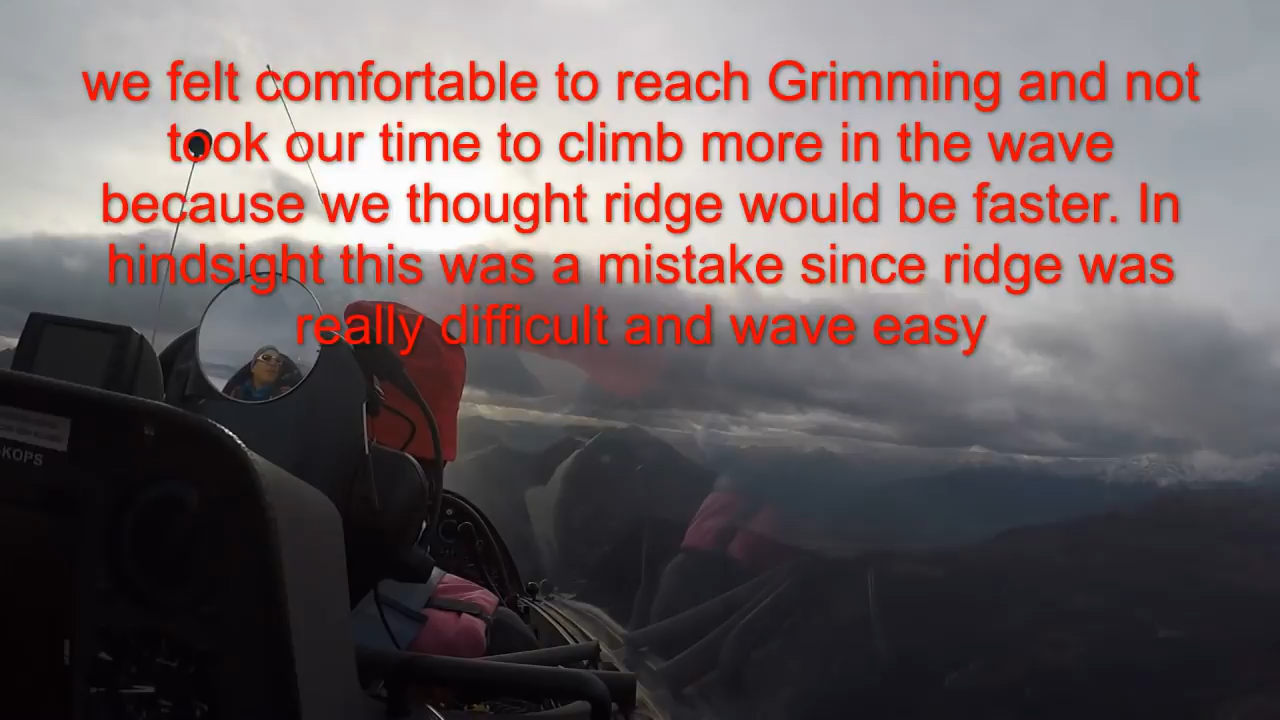 we felt comfortable to reach Grimming and not
took our time to climb more in the wave
because we thought ridge would be faster. In
hindsight this was a mistake since ridge was
really difficult and wave easy
KOPS